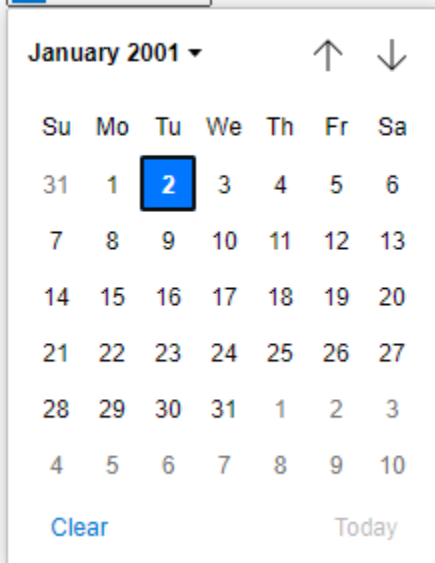 January 2001
Su Mo Tu We Th Fr Sa
31 1 2 3 4 5 6
7 8 9 10 11 12 13
14 15 16 17 18 19 20
21 22 23 24 25 26 27
28 29 30 31 1 2 3
4 5 6 7 8 9 10
Clear Today